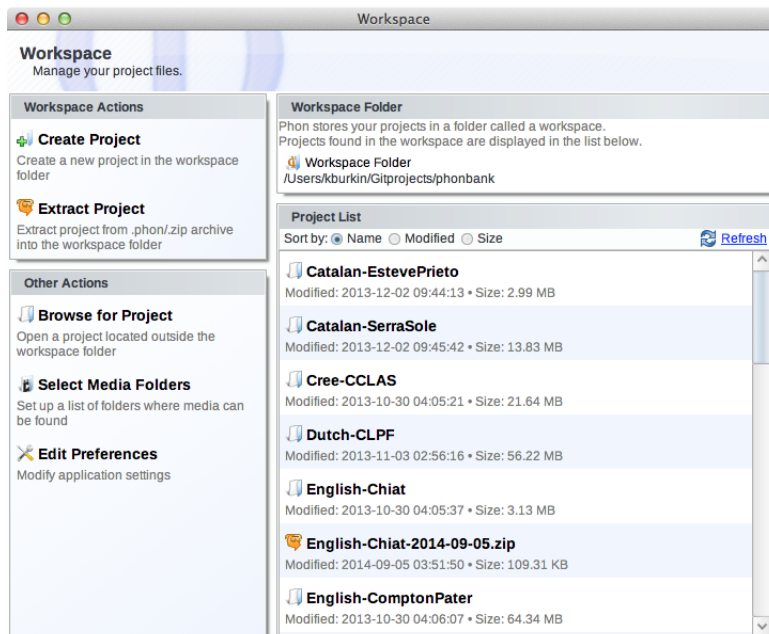 Workspace
Workspace
Manage your project files.
Workspace Actions
Create Project
Create a new project in the workspace
folder
Extract Project
Extract project from .phon/.zip archive
into the workspace folder
Other Actions
Browse for Project
Open a project located outside the
workspace folder
Select Media Folders
Set up a list of folders where media can
be found
Edit Preferences
Modify application settings
Workspace Folder
Phon stores your projects in a folder called a workspace.
Projects found in the workspace are displayed in the list below.
Workspace Folder
/Users/kburkin/Gitprojects/phonbank
Project List
Sort by: Name Modified Size Refresh
Catalan-EstevePrieto
Modified: 2013-12-02 09:44:13 • Size: 2.99 MB
Catalan-SerraSole
Modified: 2013-12-02 09:45:42 • Size: 13.83 MB
Cree-CCLAS
Modified: 2013-10-30 04:05:21 • Size: 21.64 MB
Dutch-CLPF
Modified: 2013-11-03 02:56:16 • Size: 56.22 MB
English-Chiat
Modified: 2013-10-30 04:05:37 • Size: 3.13 MB
English-Chiat-2014-09-05.zip
Modified: 2014-09-05 03:51:50 • Size: 109.31 KB
English-ComptonPater
Modified: 2013-10-30 04:06:07 • Size: 64.34 MB